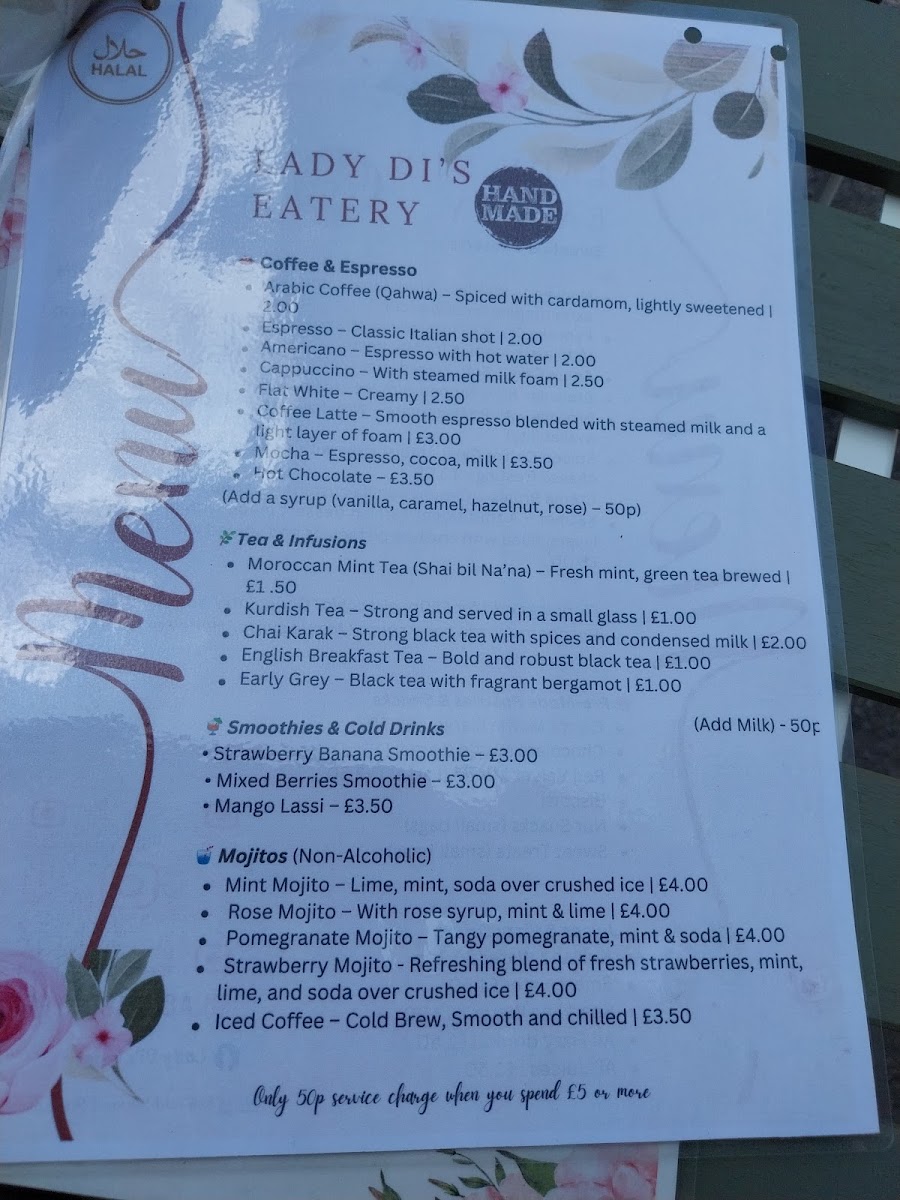 حلال
HALAL
LADY DI'S
EATERY
HAND
MADE
Menu
Coffee & Espresso
• Arabic Coffee (Qahwa) – Spiced with cardamom, lightly sweetened |
2.00
• Espresso – Classic Italian shot | 2.00
• Americano – Espresso with hot water | 2.00
• Cappuccino – With steamed milk foam | 2.50
• Flat White – Creamy | 2.50
• Coffee Latte – Smooth espresso blended with steamed milk and a
light layer of foam | £3.00
• Mocha – Espresso, cocoa, milk | £3.50
• Hot Chocolate – £3.50
(Add a syrup (vanilla, caramel, hazelnut, rose) – 50p)
Tea & Infusions
• Moroccan Mint Tea (Shai bil Na'na) – Fresh mint, green tea brewed |
£1 .50
• Kurdish Tea – Strong and served in a small glass | £1.00
• Chai Karak – Strong black tea with spices and condensed milk | £2.00
• English Breakfast Tea – Bold and robust black tea | £1.00
• Early Grey – Black tea with fragrant bergamot | £1.00
(Add Milk) - 50p
Smoothies & Cold Drinks
• Strawberry Banana Smoothie – £3.00
• Mixed Berries Smoothie – £3.00
• Mango Lassi – £3.50
Mojitos (Non-Alcoholic)
• Mint Mojito – Lime, mint, soda over crushed ice | £4.00
• Rose Mojito – With rose syrup, mint & lime | £4.00
• Pomegranate Mojito – Tangy pomegranate, mint & soda | £4.00
• Strawberry Mojito - Refreshing blend of fresh strawberries, mint,
lime, and soda over crushed ice | £4.00
• Iced Coffee – Cold Brew, Smooth and chilled | £3.50
Only 50p service charge when you spend £5 or more